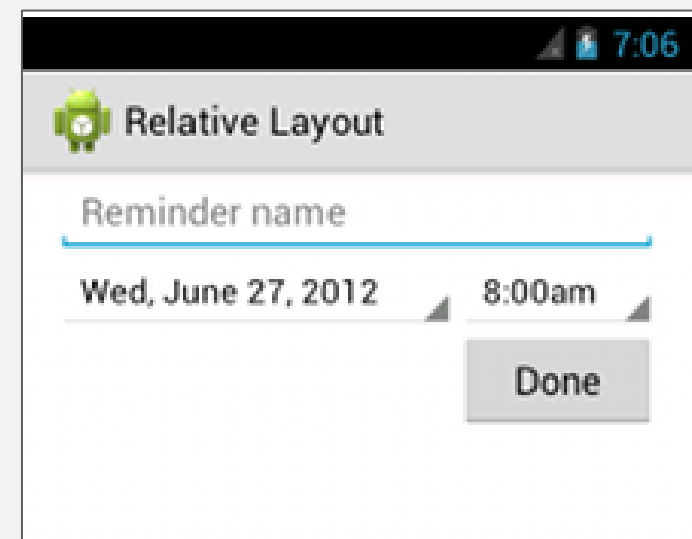 7:06
Relative Layout
Reminder name
Wed, June 27, 2012 8:00am
Done